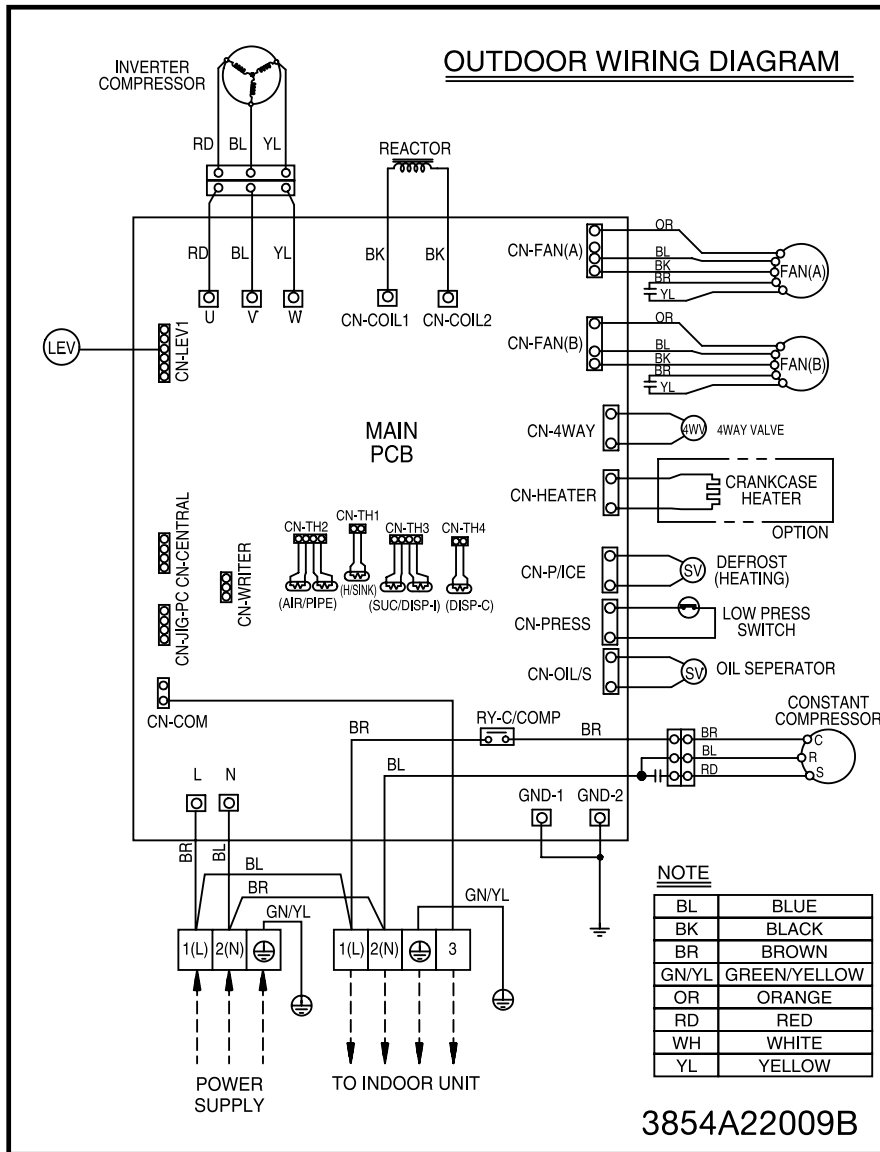 OUTDOOR WIRING DIAGRAM
INVERTER
COMPRESSOR
RD BL YL
REACTOR
RD BL YL
BK BK
U V W
CN-COIL1 CN-COIL2
LEV
CN-LEV1
CN-FAN(A)
OR
BL
BK
BR
YL
FAN(A)
CN-FAN(B)
OR
BL
BK
BR
YL
FAN(B)
MAIN
PCB
CN-4WAY
4WV
4WAY VALVE
CN-HEATER
CRANKCASE
HEATER
OPTION
CN-CENTRAL
CN-JIG-PC
CN-WRITER
CN-TH2
(AIR/PIPE)
CN-TH1
(H/SINK)
CN-TH3
(SUC/DISP-I)
CN-TH4
(DISP-C)
CN-P/ICE
SV
DEFROST
(HEATING)
CN-PRESS
LOW PRESS
SWITCH
CN-OIL/S
SV
OIL SEPERATOR
CN-COM
RY-C/COMP
BR
BR
BL
CONSTANT
COMPRESSOR
BR
BL
RD
C
R
S
L N
GND-1 GND-2
BR
BL
BL
BR
GN/YL
GN/YL
1(L) 2(N)
1(L) 2(N) 3
POWER
SUPPLY
TO INDOOR UNIT
NOTE
BL BLUE
BK BLACK
BR BROWN
GN/YL GREEN/YELLOW
OR ORANGE
RD RED
WH WHITE
YL YELLOW
3854A22009B